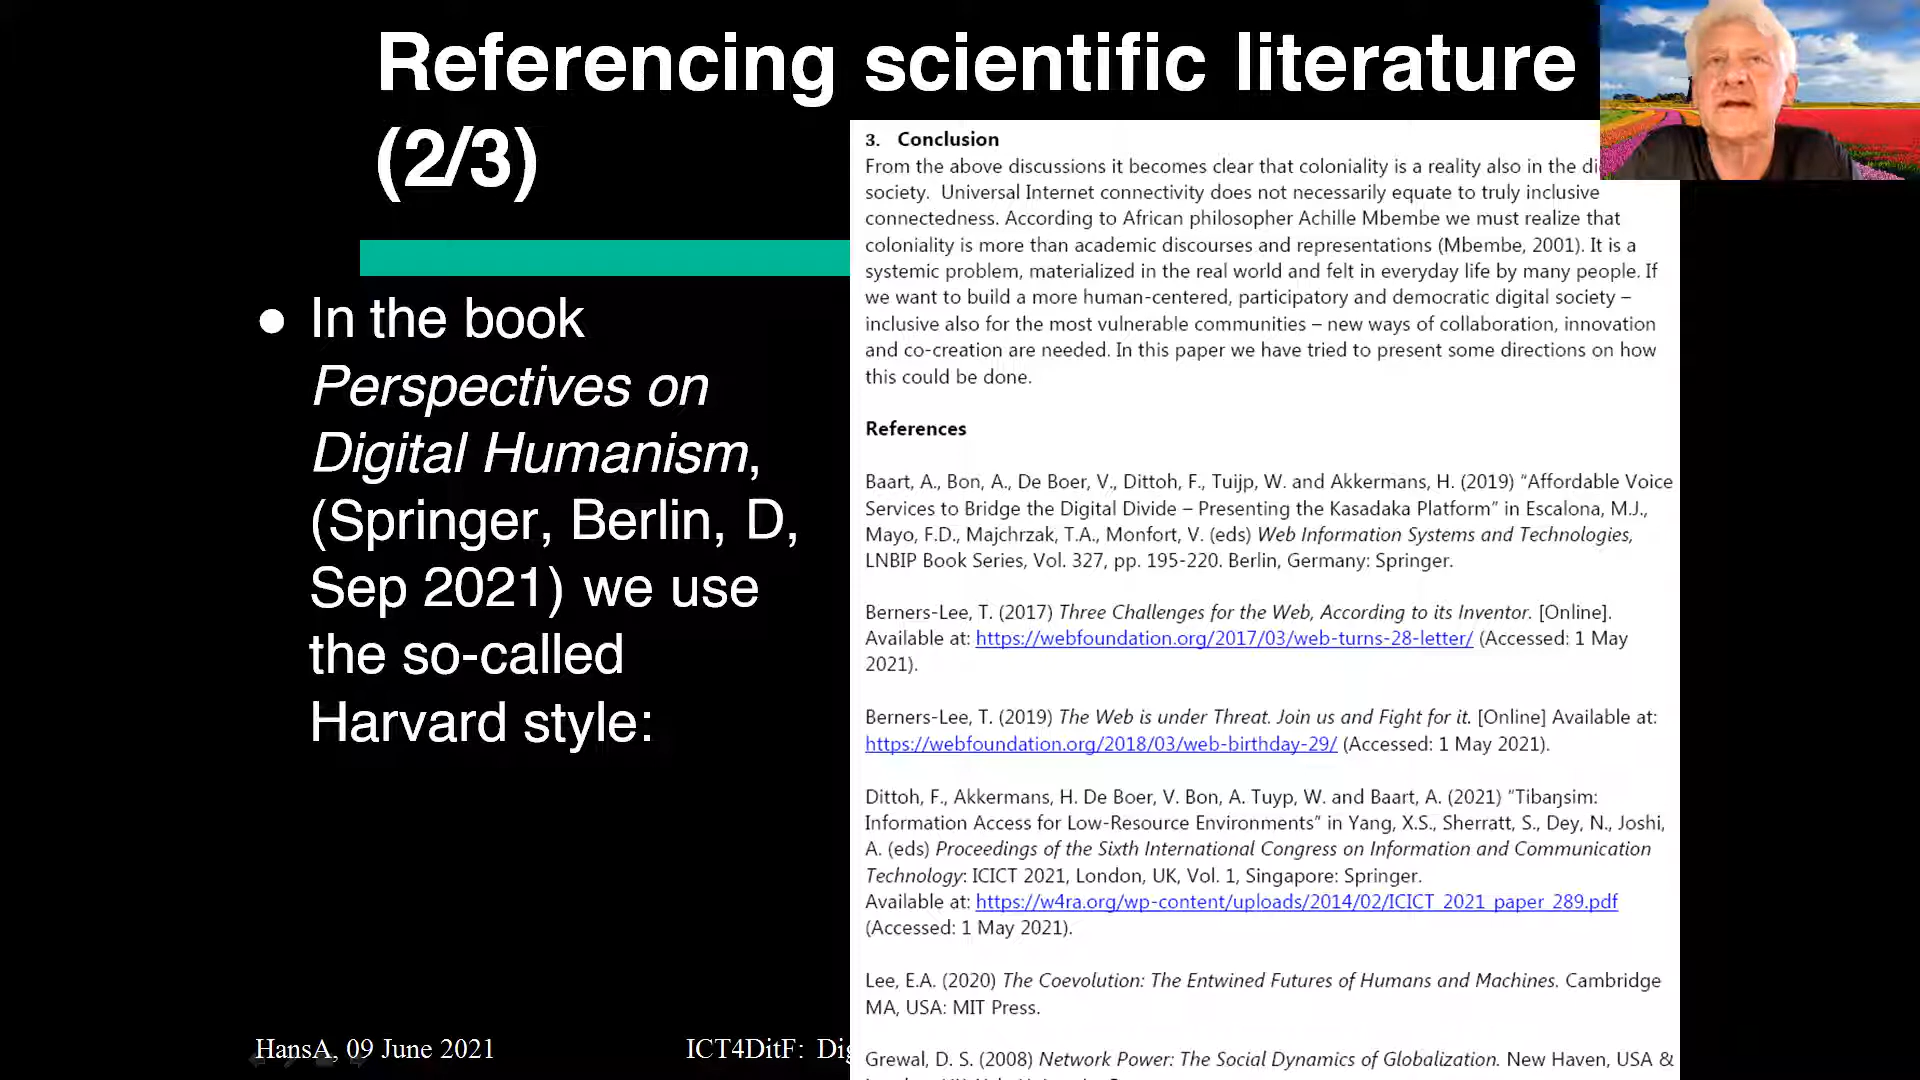 Referencing scientific literature
(2/3)
● In the book
Perspectives on
Digital Humanism,
(Springer, Berlin, D,
Sep 2021) we use
the so-called
Harvard style:
3. Conclusion
From the above discussions it becomes clear that coloniality is a reality also in the di
society. Universal Internet connectivity does not necessarily equate to truly inclusive
connectedness. According to African philosopher Achille Mbembe we must realize that
coloniality is more than academic discourses and representations (Mbembe, 2001). It is a
systemic problem, materialized in the real world and felt in everyday life by many people. If
we want to build a more human-centered, participatory and democratic digital society –
inclusive also for the most vulnerable communities – new ways of collaboration, innovation
and co-creation are needed. In this paper we have tried to present some directions on how
this could be done.
References
Baart, A., Bon, A., De Boer, V., Dittoh, F., Tuijp, W. and Akkermans, H. (2019) “Affordable Voice
Services to Bridge the Digital Divide – Presenting the Kasadaka Platform” in Escalona, M.J.,
Mayo, F.D., Majchrzak, T.A., Monfort, V. (eds) Web Information Systems and Technologies,
LNBIP Book Series, Vol. 327, pp. 195-220. Berlin, Germany: Springer.
Berners-Lee, T. (2017) Three Challenges for the Web, According to its Inventor. [Online].
Available at: https://webfoundation.org/2017/03/web-turns-28-letter/ (Accessed: 1 May
2021).
Berners-Lee, T. (2019) The Web is under Threat. Join us and Fight for it. [Online] Available at:
https://webfoundation.org/2018/03/web-birthday-29/ (Accessed: 1 May 2021).
Dittoh, F., Akkermans, H. De Boer, V. Bon, A. Tuyp, W. and Baart, A. (2021) “Tibaŋsim:
Information Access for Low-Resource Environments” in Yang, X.S., Sherratt, S., Dey, N., Joshi,
A. (eds) Proceedings of the Sixth International Congress on Information and Communication
Technology: ICICT 2021, London, UK, Vol. 1, Singapore: Springer.
Available at: https://w4ra.org/wp-content/uploads/2014/02/ICICT_2021_paper_289.pdf
(Accessed: 1 May 2021).
Lee, E.A. (2020) The Coevolution: The Entwined Futures of Humans and Machines. Cambridge
MA, USA: MIT Press.
Grewal, D. S. (2008) Network Power: The Social Dynamics of Globalization. New Haven, USA &
HansA, 09 June 2021
ICT4DitF: Dig